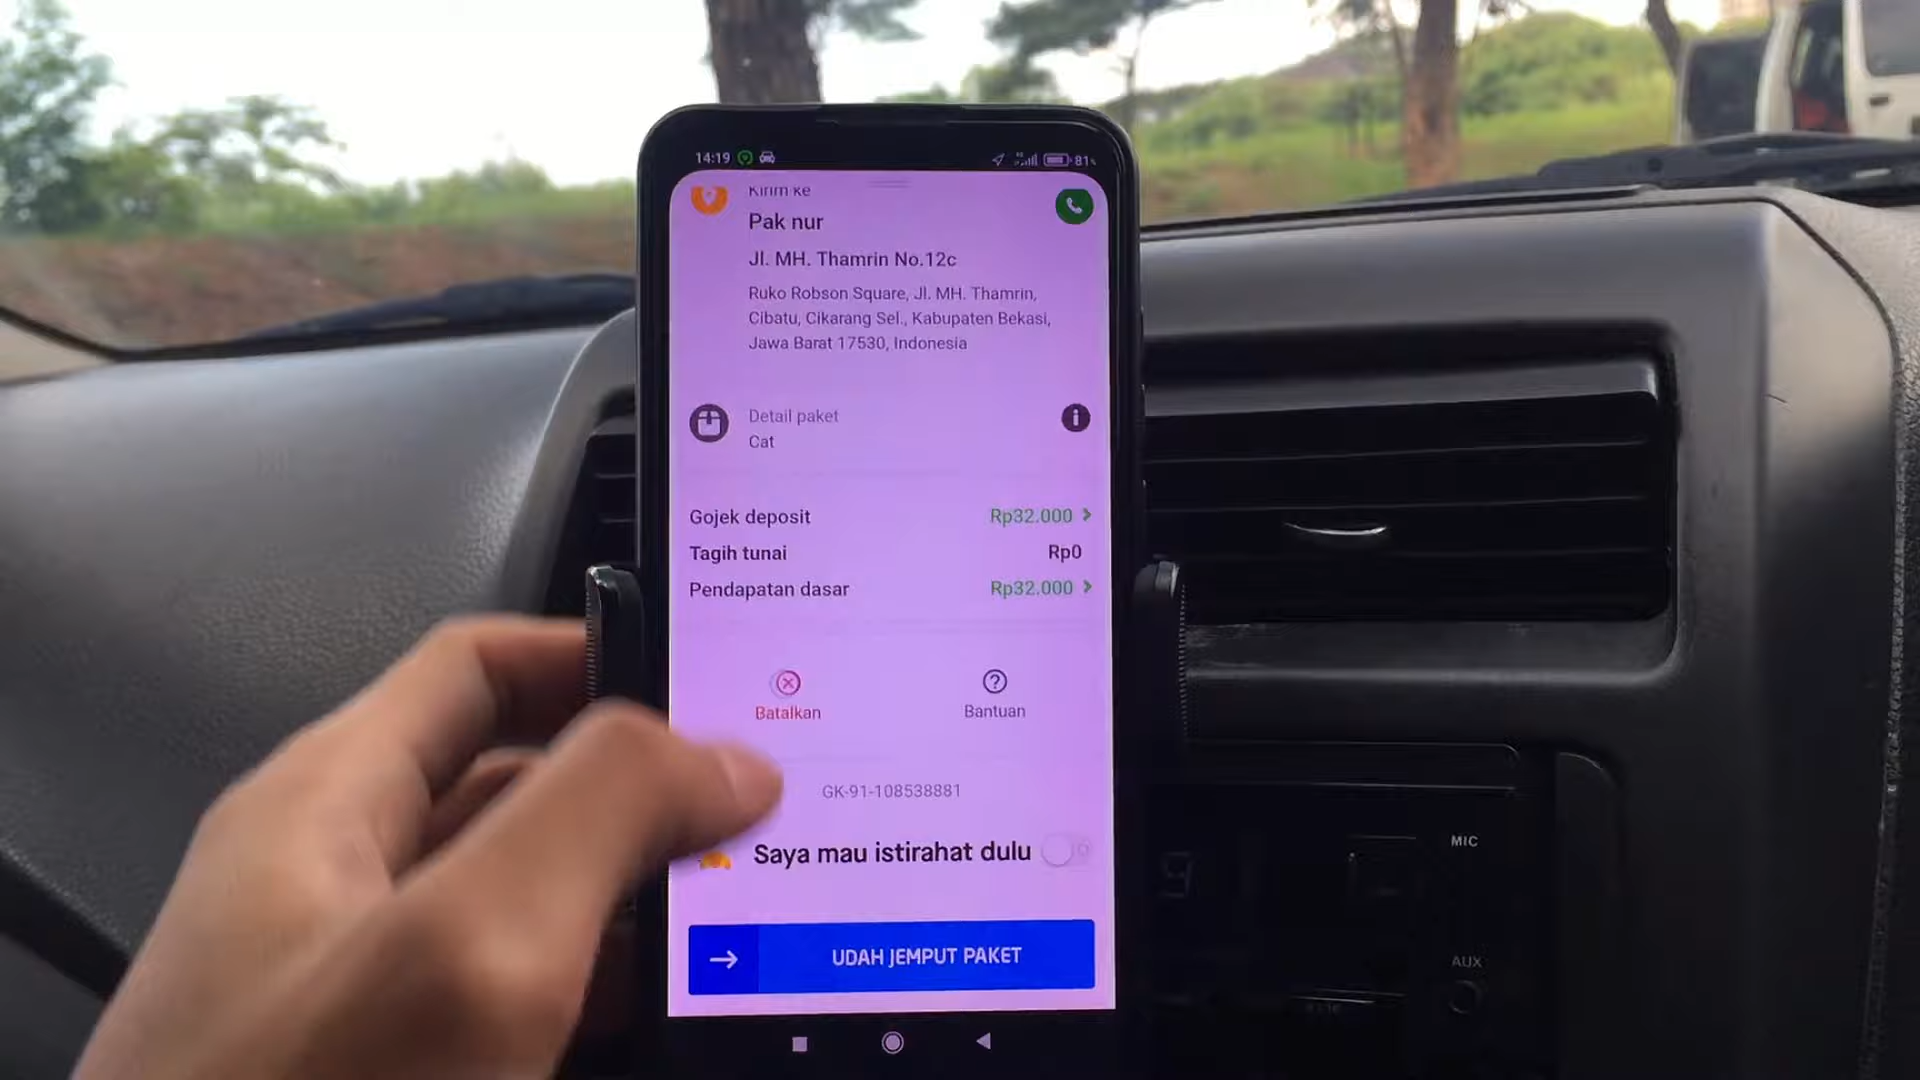 14:19
81%
Kirim ke
Pak nur
Jl. MH. Thamrin No.12c
Ruko Robson Square, Jl. MH. Thamrin,
Cibatu, Cikarang Sel., Kabupaten Bekasi,
Jawa Barat 17530, Indonesia
Detail paket
Cat
Gojek deposit Rp32.000
Tagih tunai Rp0
Pendapatan dasar Rp32.000
Batalkan
Bantuan
GK-91-108538881
Saya mau istirahat dulu
UDAH JEMPUT PAKET
MIC
AUX